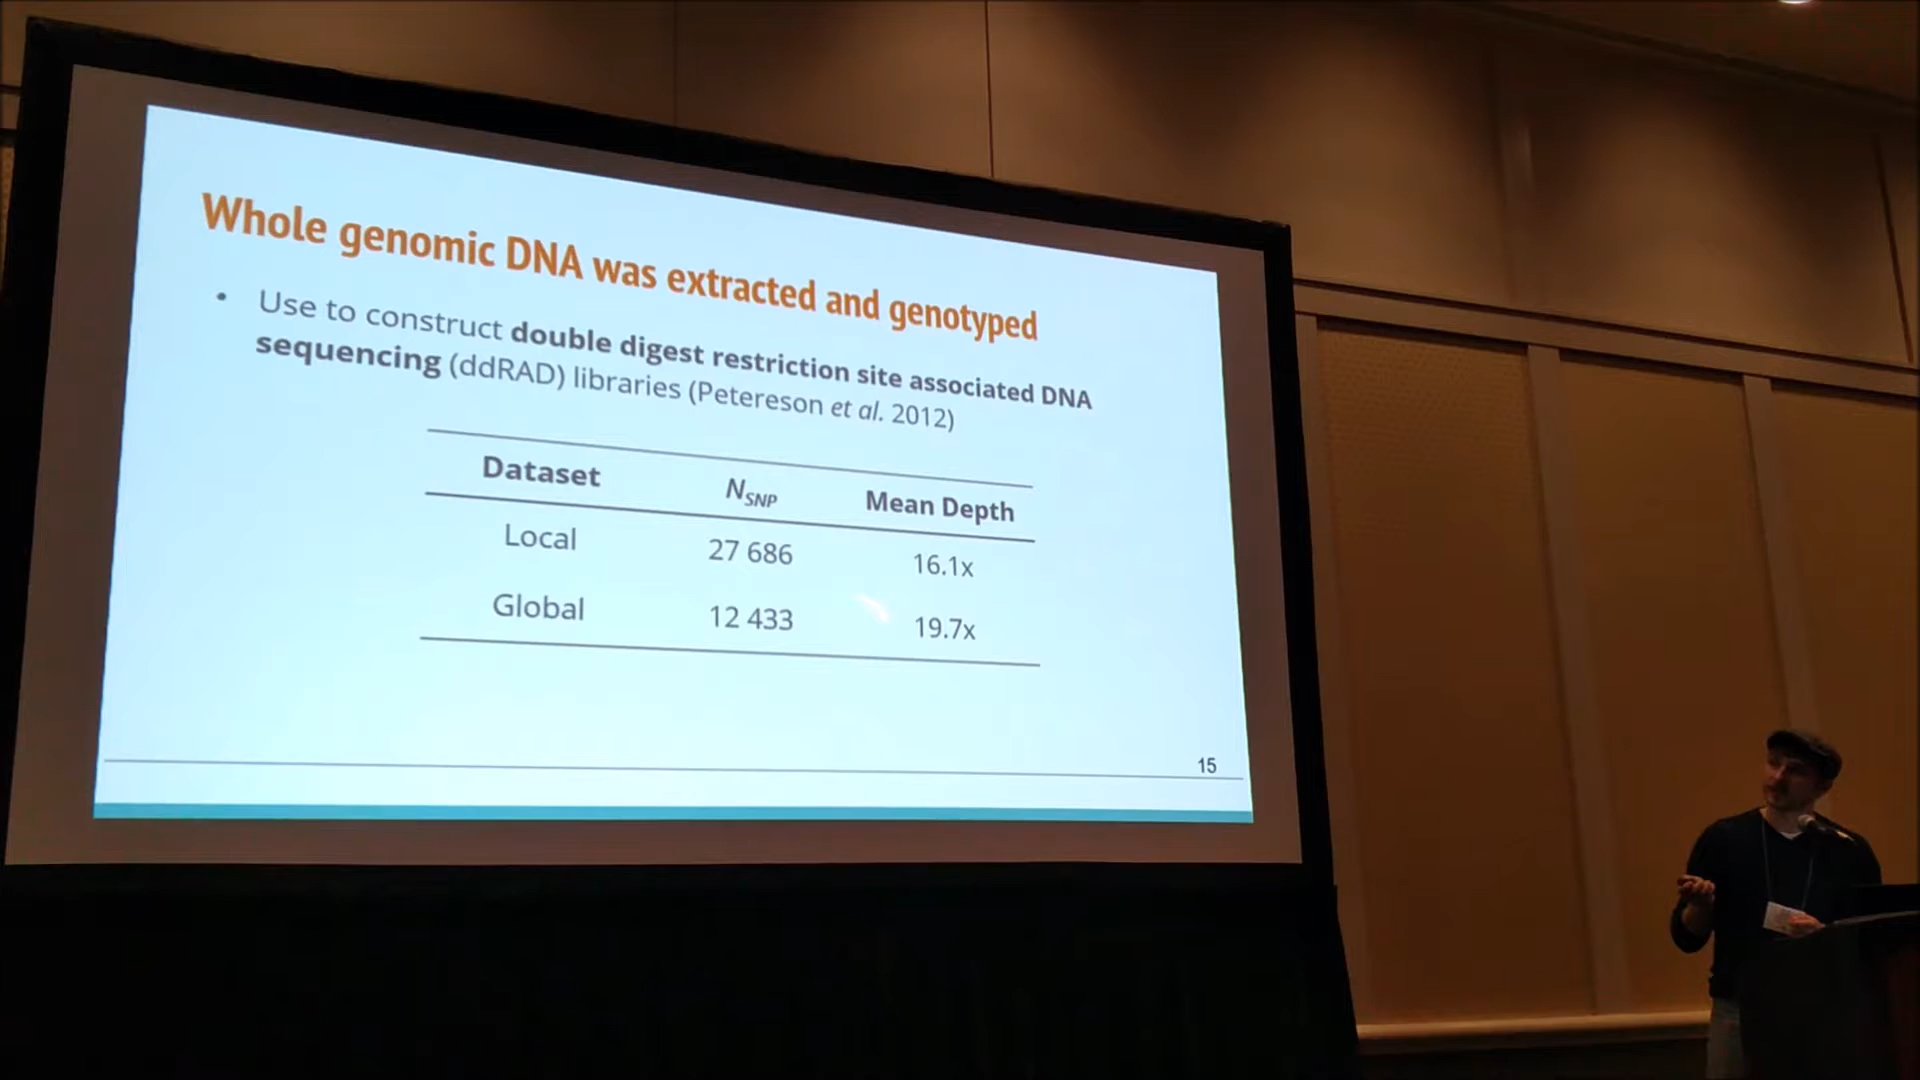 Whole genomic DNA was extracted and genotyped
• Use to construct double digest restriction site associated DNA
sequencing (ddRAD) libraries (Petereson et al. 2012)
Dataset NSNP Mean Depth
Local 27 686 16.1x
Global 12 433 19.7x
15